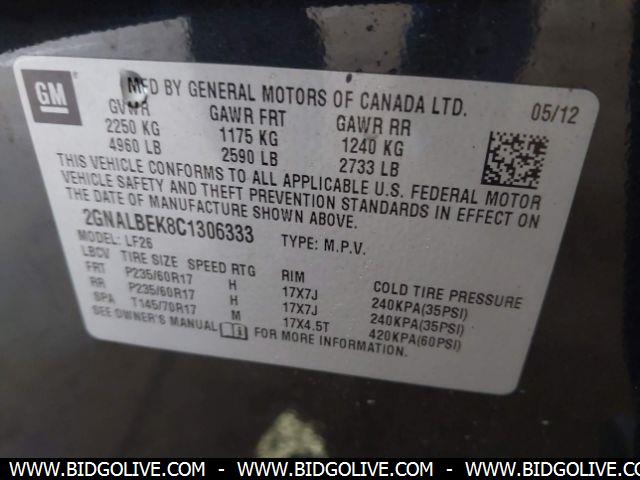 GM
MFD BY GENERAL MOTORS OF CANADA LTD. 05/12
GVWR GAWR FRT GAWR RR
2250 KG 1175 KG 1240 KG
4960 LB 2590 LB 2733 LB
THIS VEHICLE CONFORMS TO ALL APPLICABLE U.S. FEDERAL MOTOR
VEHICLE SAFETY AND THEFT PREVENTION STANDARDS IN EFFECT ON
THE DATE OF MANUFACTURE SHOWN ABOVE.
2GNALBEK8C1306333 TYPE: M.P.V.
MODEL: LF26
LBCV TIRE SIZE SPEED RTG RIM COLD TIRE PRESSURE
FRT P235/60R17 H 17X7J 240KPA(35PSI)
RR P235/60R17 H 17X7J 240KPA(35PSI)
SPA T145/70R17 M 17X4.5T 420KPA(60PSI)
SEE OWNER'S MANUAL FOR MORE INFORMATION.
WWW.BIDGOLIVE.COM - WWW.BIDGOLIVE.COM - WWW.BIDGOLIVE.COM